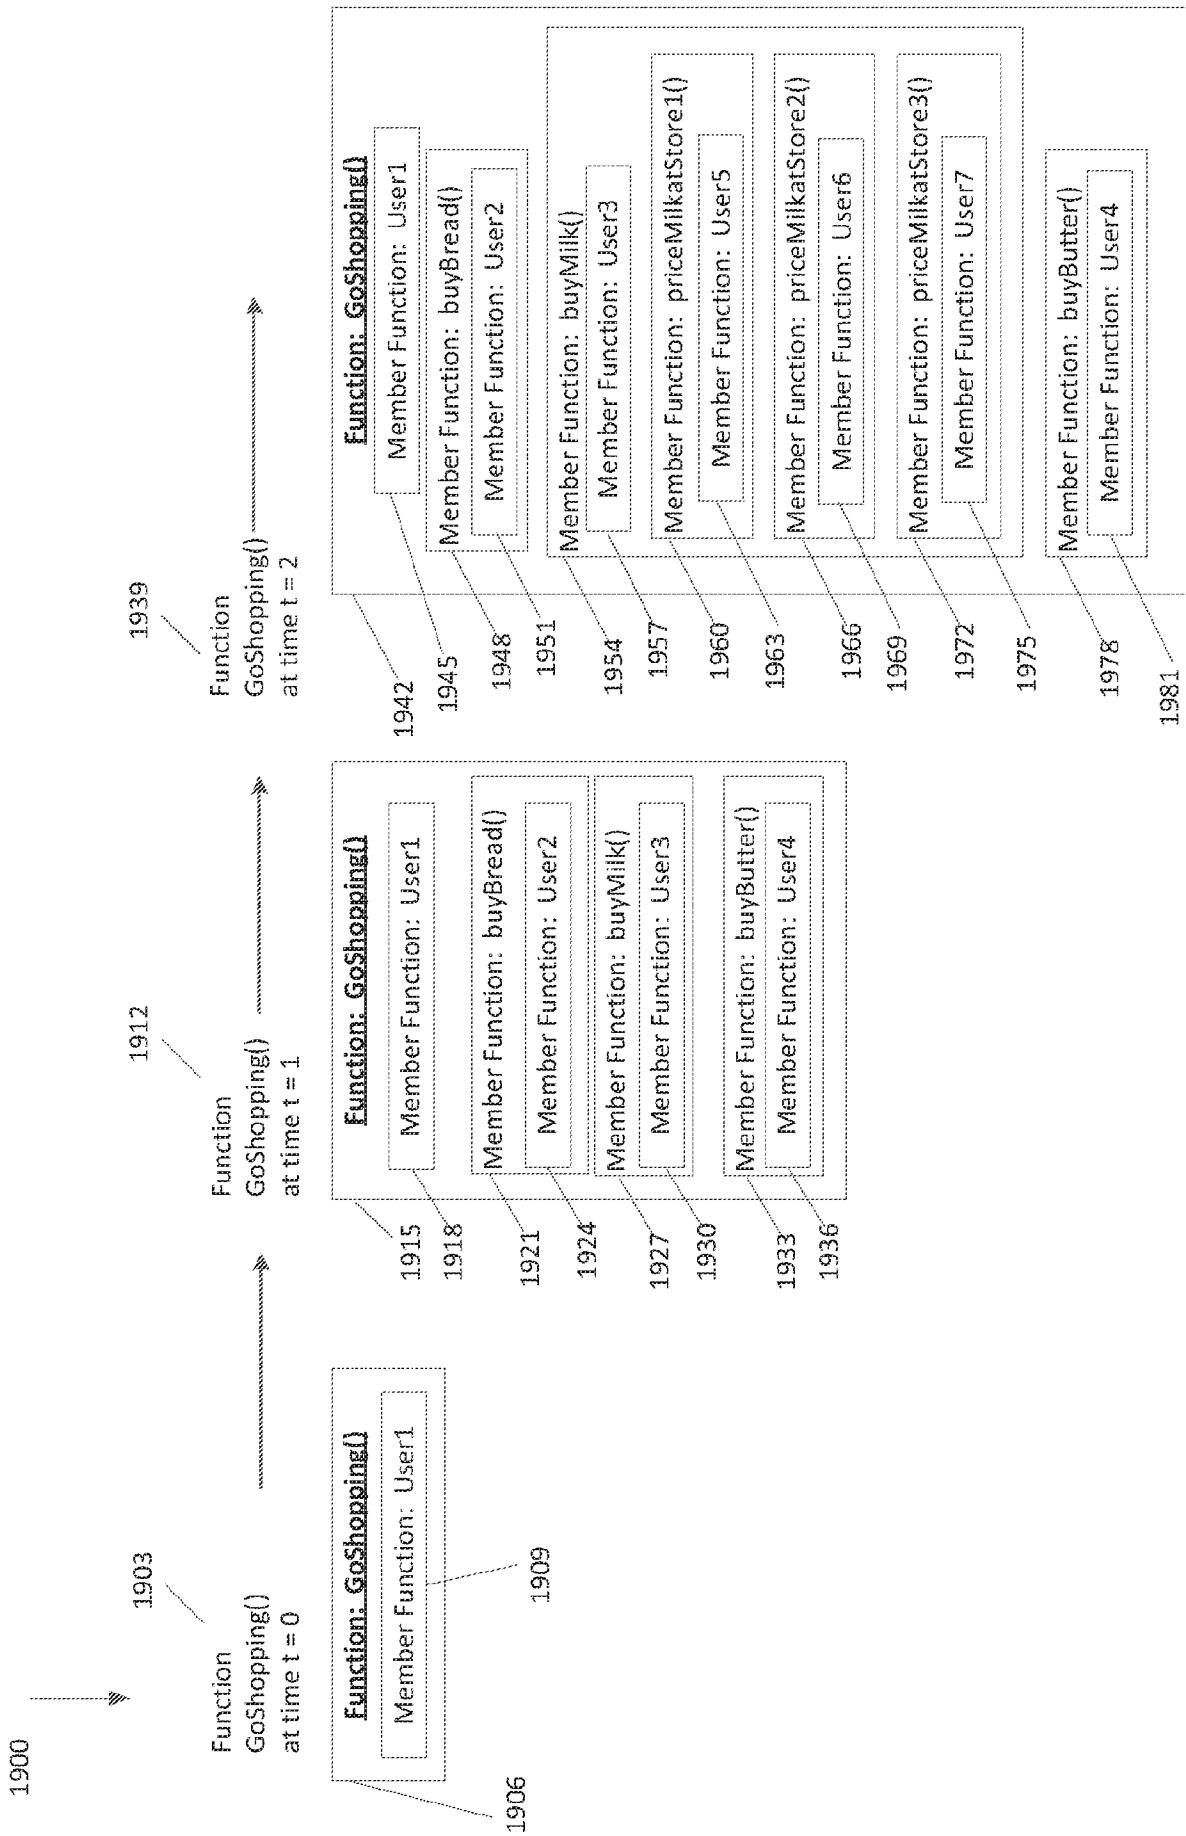 1900
1903
Function
GoShopping()
at time t = 0
Function: GoShopping()
Member Function: User1
1906
1909
1912
Function
GoShopping()
at time t = 1
Function: GoShopping()
Member Function: User1
Member Function: buyBread()
Member Function: User2
Member Function: buyMilk()
Member Function: User3
Member Function: buyButter()
Member Function: User4
1915
1918
1921
1924
1927
1930
1933
1936
1939
Function
GoShopping()
at time t = 2
Function: GoShopping()
Member Function: User1
Member Function: buyBread()
Member Function: User2
Member Function: buyMilk()
Member Function: User3
Member Function: priceMilkatStore1()
Member Function: User5
Member Function: priceMilkatStore2()
Member Function: User6
Member Function: priceMilkatStore3()
Member Function: User7
Member Function: buyButter()
Member Function: User4
1942
1945
1948
1951
1954
1957
1960
1963
1966
1969
1972
1975
1978
1981